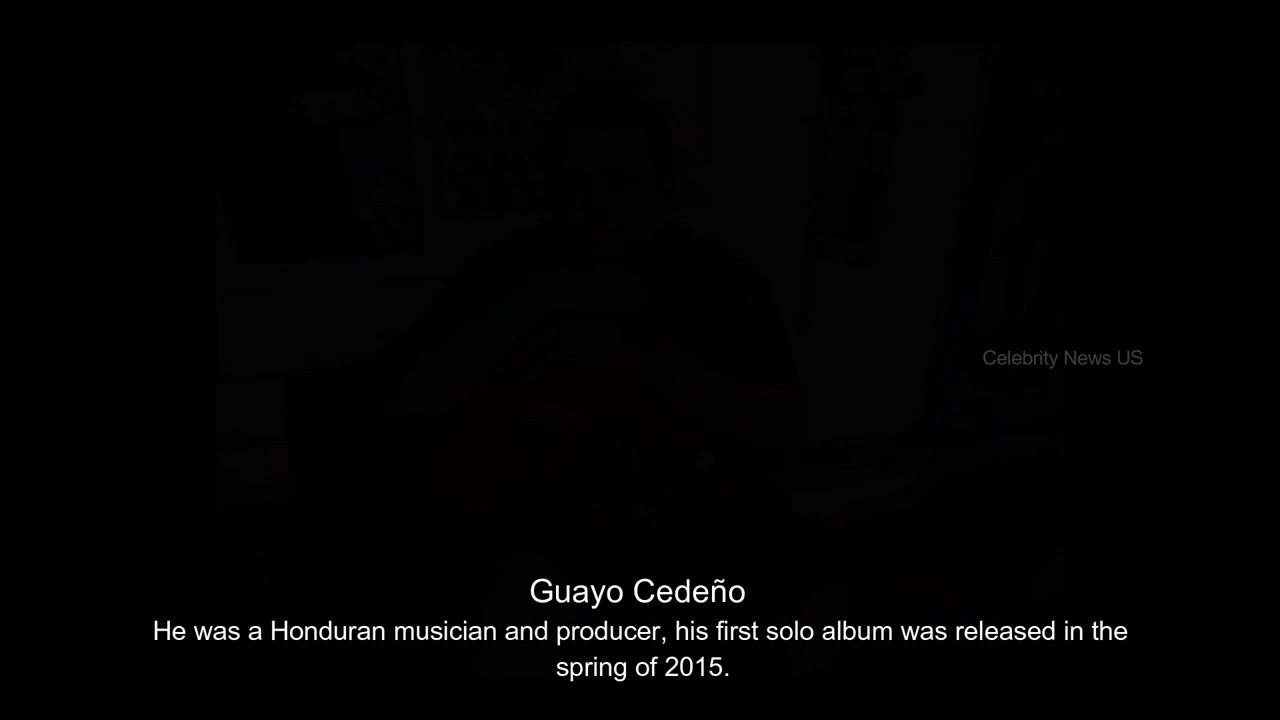 Celebrity News US
Guayo Cedeño
He was a Honduran musician and producer, his first solo album was released in the
spring of 2015.